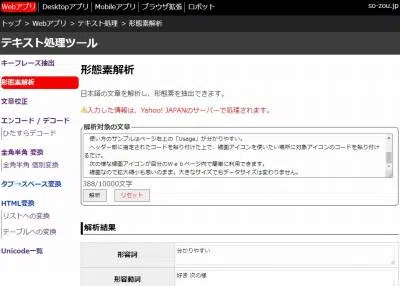 Webアプリ Desktopアプリ Mobileアプリ ブラウザ拡張 ロボット so-zou.jp
トップ > Webアプリ > テキスト処理 > 形態素解析
テキスト処理ツール
キーフレーズ抽出
形態素解析
文章校正
エンコード / デコード
ひたすらデコード
全角半角 変換
全角半角 個別変換
タブ→スペース変換
HTML変換
リストへの変換
テーブルへの変換
Unicode一覧
形態素解析
日本語の文章を解析し、形態素を抽出できます。
⚠入力した情報は、Yahoo! JAPANのサーバーで処理されます。
解析対象の文章
使い方のサンプルはページ右上の「Usage」が分かりやすい。
ヘッダー部に指定されたコードを貼り付けた上で、線画アイコンを使いたい場所に対象アイコンのコードを貼り付け
るだけ。
次の様な線画アイコンが自分のWebページ内で簡単に利用できます。
線画なので拡大縮小も思いのまま。大きなサイズでもデータサイズは変わりません。
388/10000文字
解析 リセット
解析結果
形容詞 分かりやすい
形容動詞 好き 次の様